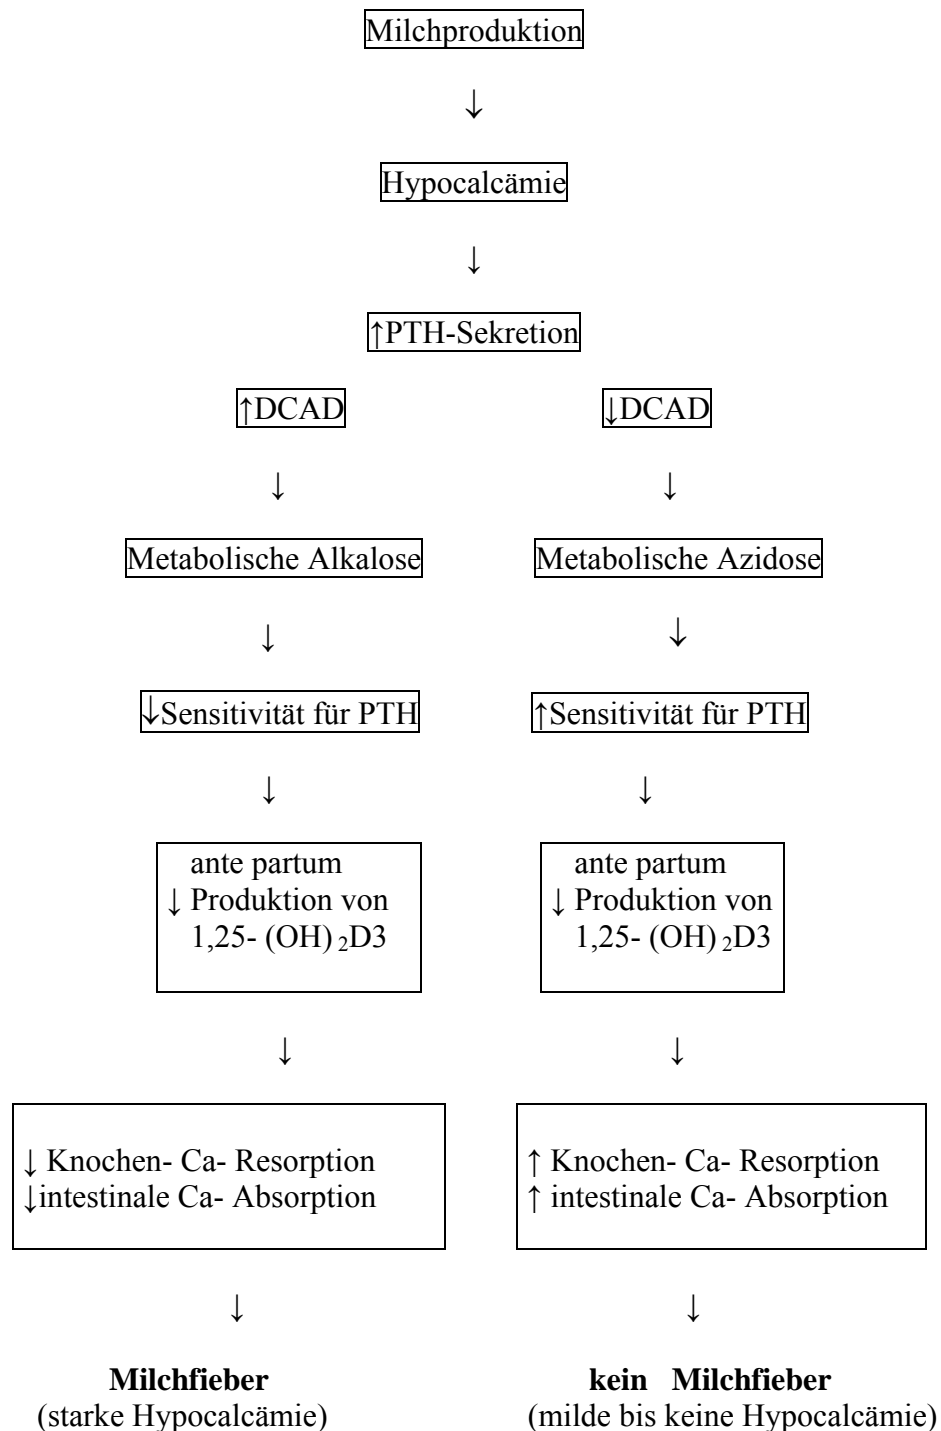 Milchproduktion
↓
Hypocalcämie
↓
↑PTH-Sekretion
↑DCAD ↓DCAD
↓ ↓
Metabolische Alkalose Metabolische Azidose
↓ ↓
↓Sensitivität für PTH ↑Sensitivität für PTH
↓ ↓
ante partum
↓ Produktion von
1,25- (OH) ₂D3
ante partum
↓ Produktion von
1,25- (OH) ₂D3
↓ ↓
↓ Knochen- Ca- Resorption
↓intestinale Ca- Absorption
↑ Knochen- Ca- Resorption
↑ intestinale Ca- Absorption
↓ ↓
Milchfieber
(starke Hypocalcämie)
kein Milchfieber
(milde bis keine Hypocalcämie)